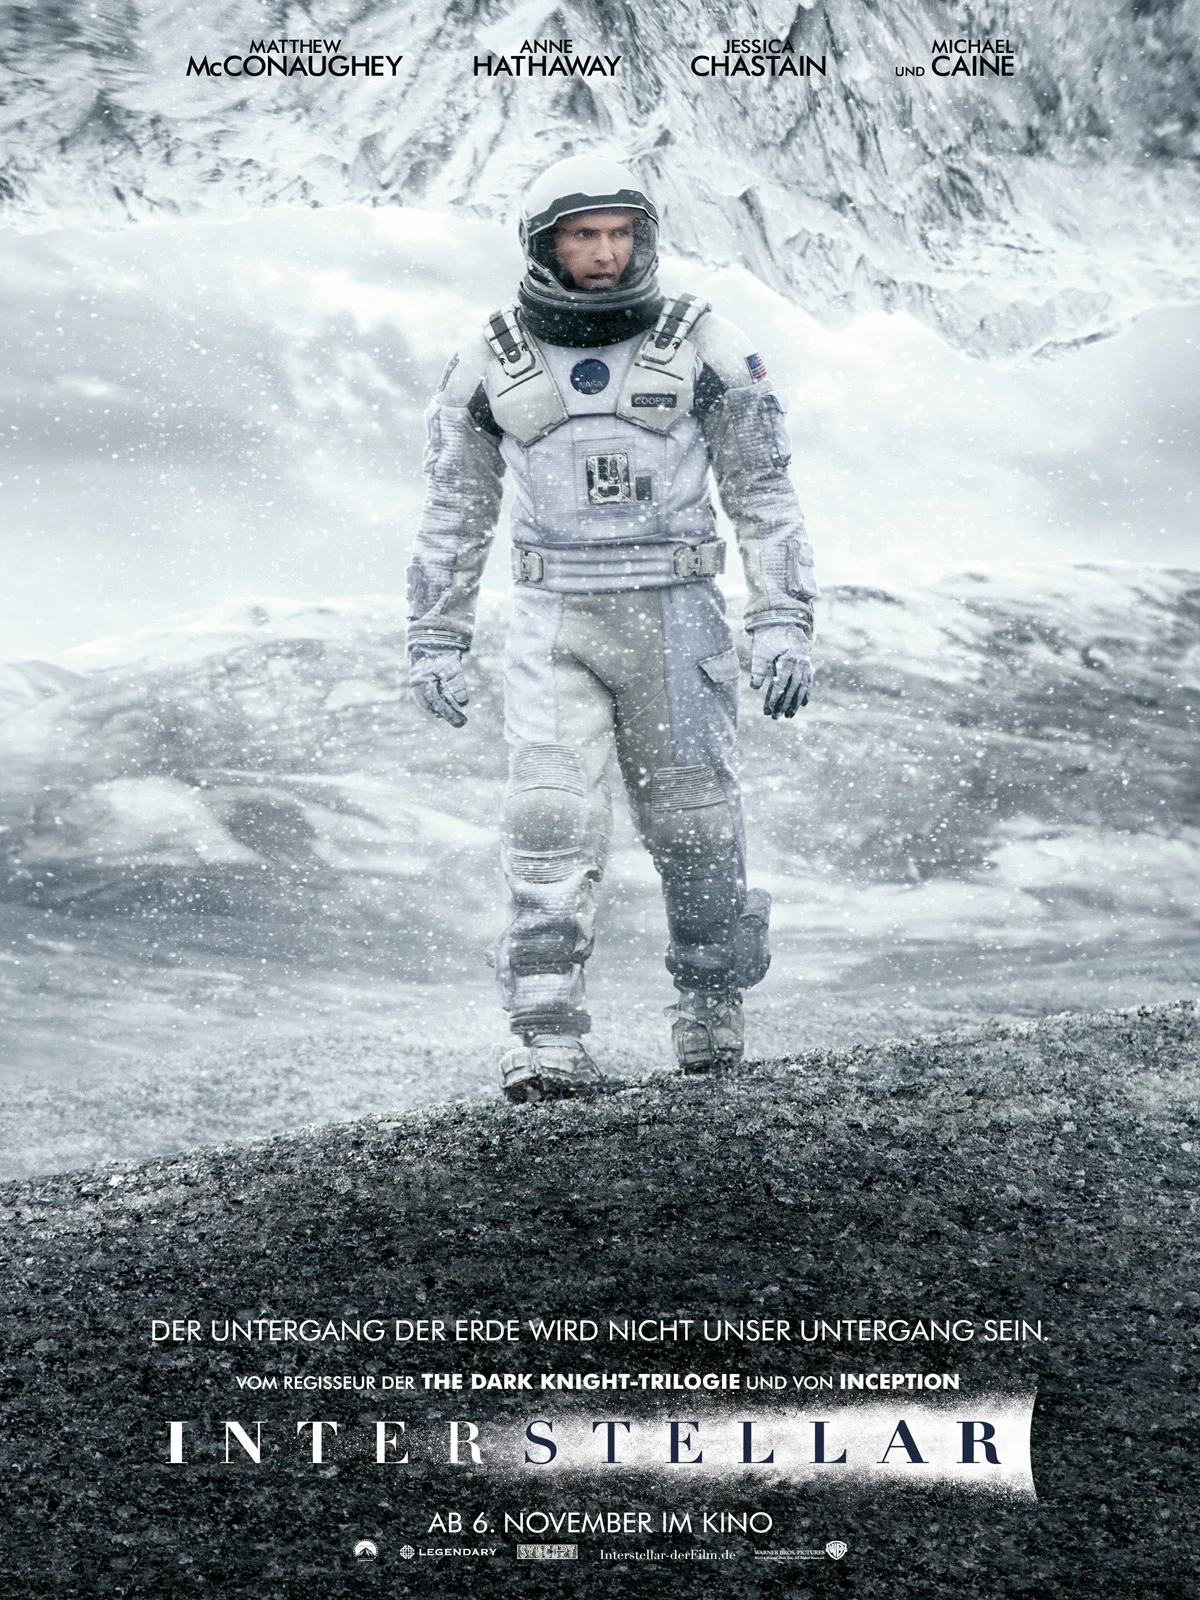 MATTHEW McCONAUGHEY
ANNE HATHAWAY
JESSICA CHASTAIN
UND MICHAEL CAINE
NASA
COOPER
DER UNTERGANG DER ERDE WIRD NICHT UNSER UNTERGANG SEIN.
VOM REGISSEUR DER THE DARK KNIGHT-TRILOGIE UND VON INCEPTION
INTERSTELLAR
AB 6. NOVEMBER IM KINO
LEGENDARY SYNCOPY Interstellar-derFilm.de WARNER BROS. PICTURES